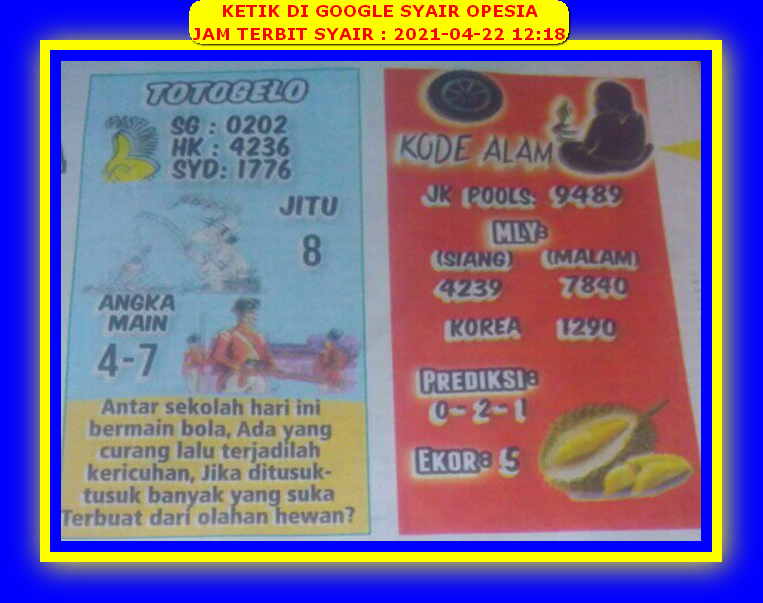 KETIK DI GOOGLE SYAIR OPESIA
JAM TERBIT SYAIR : 2021-04-22 12:18
TOTOGELO
SG : 0202
HK : 4236
SYD: 1776
JITU
8
ANGKA
MAIN
4-7
Antar sekolah hari ini
bermain bola, Ada yang
curang lalu terjadilah
kericuhan, Jika ditusuk-
tusuk banyak yang suka
Terbuat dari olahan hewan?
KODE ALAM
JK POOLS: 9489
MLY:
(SIANG) (MALAM)
4239 7840
KOREA 1290
PREDIKSI:
0-2-1
EKOR: 5